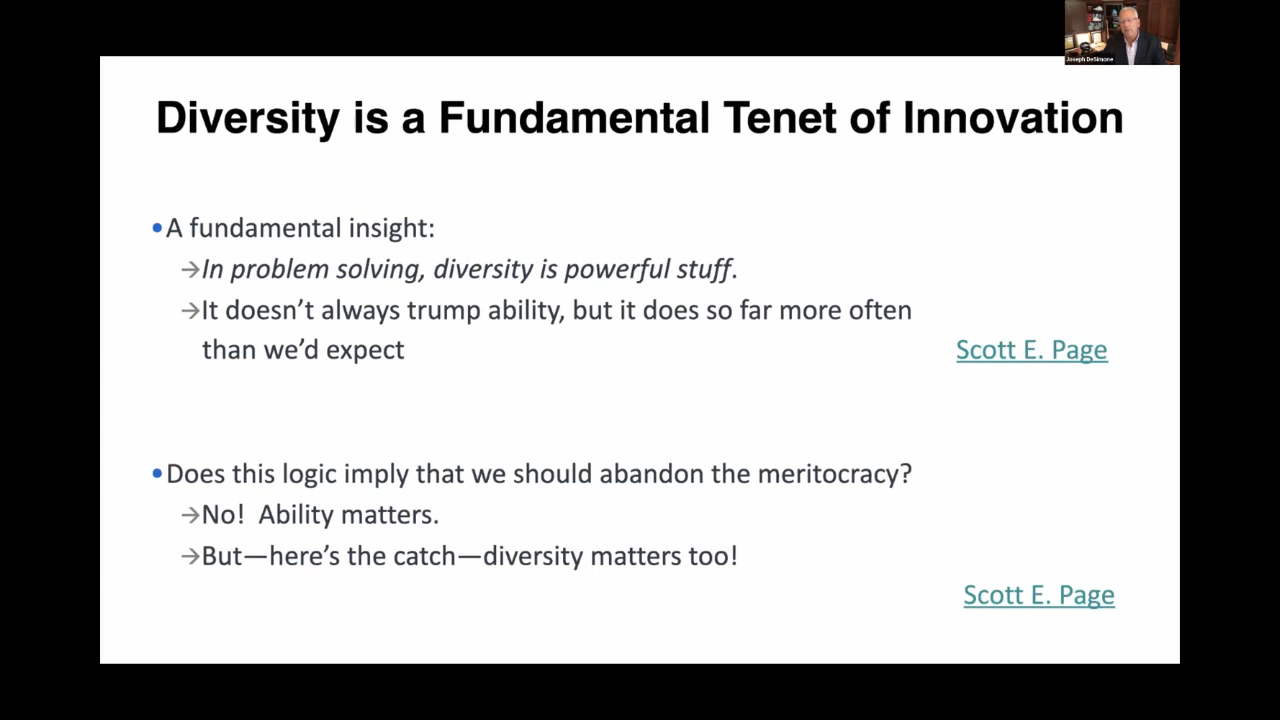 Joseph DeSimone
Diversity is a Fundamental Tenet of Innovation
•A fundamental insight:
→In problem solving, diversity is powerful stuff.
→It doesn’t always trump ability, but it does so far more often
than we’d expect
Scott E. Page
•Does this logic imply that we should abandon the meritocracy?
→No!  Ability matters.
→But—here’s the catch—diversity matters too!
Scott E. Page